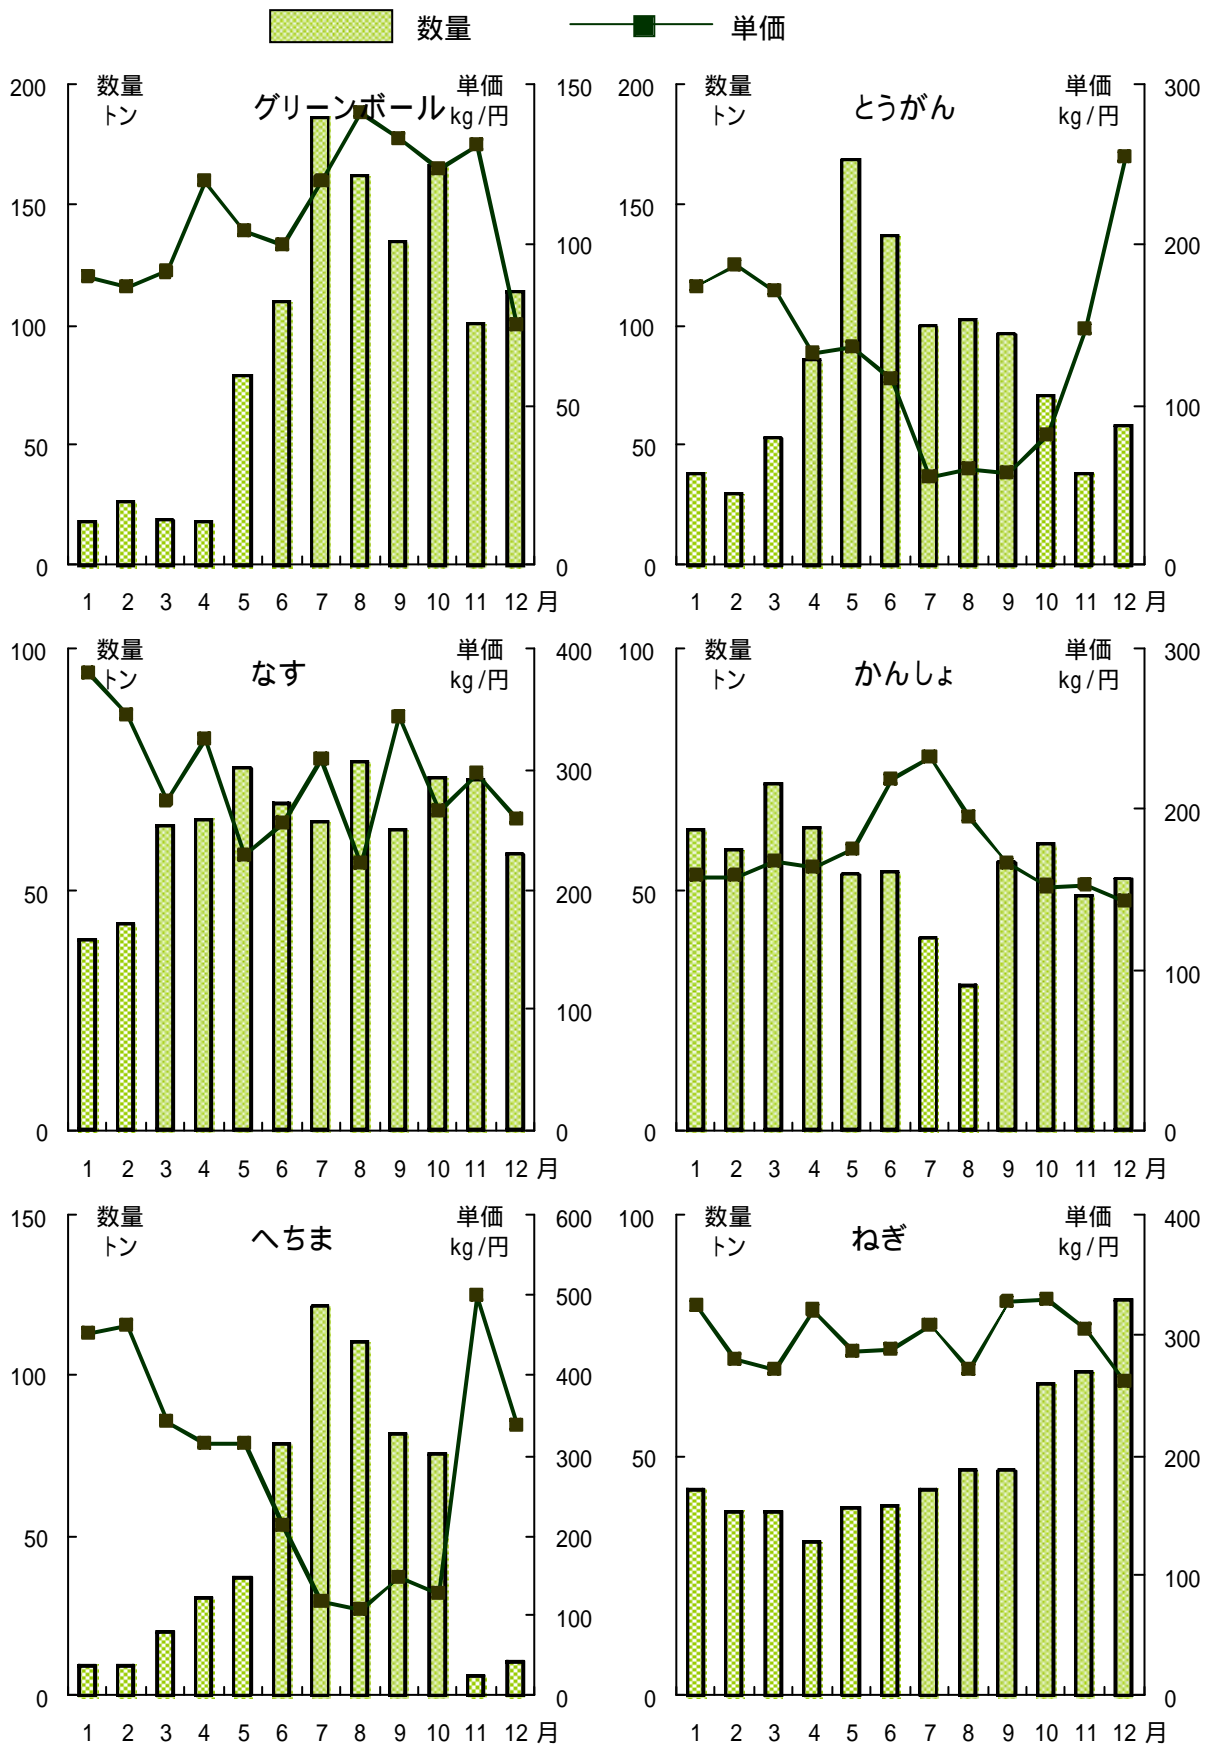 数量 単価
200 数量 グリーンボール 単価 150
トン kg/円
150 100
100
50 50
0 0
1 2 3 4 5 6 7 8 9 10 11 12 月
200 数量 とうがん 単価 300
トン kg/円
150 200
100
50 100
0 0
1 2 3 4 5 6 7 8 9 10 11 12 月
100 数量 なす 単価 400
トン kg/円
300
50 200
100
0 0
1 2 3 4 5 6 7 8 9 10 11 12 月
100 数量 かんしょ 単価 300
トン kg/円
200
50
100
0 0
1 2 3 4 5 6 7 8 9 10 11 12 月
150 数量 へちま 単価 600
トン kg/円
500
100 400
300
50 200
100
0 0
1 2 3 4 5 6 7 8 9 10 11 12 月
100 数量 ねぎ 単価 400
トン kg/円
300
50 200
100
0 0
1 2 3 4 5 6 7 8 9 10 11 12 月